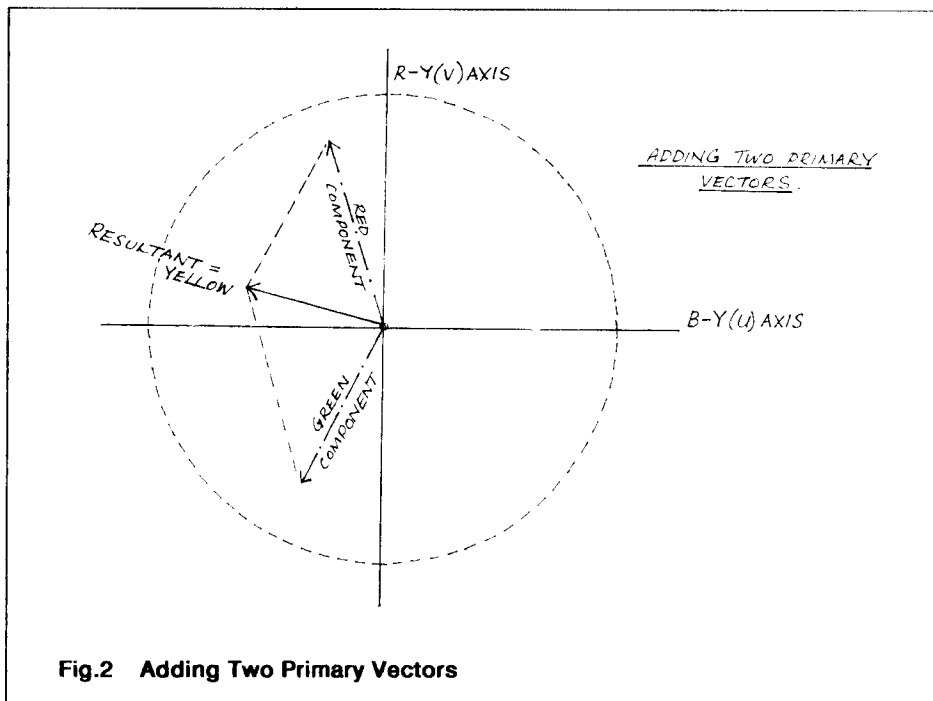 R-Y(V) AXIS
ADDING TWO PRIMARY
VECTORS.
RED
COMPONENT
RESULTANT =
YELLOW
B-Y(U) AXIS
GREEN
COMPONENT
Fig.2 Adding Two Primary Vectors